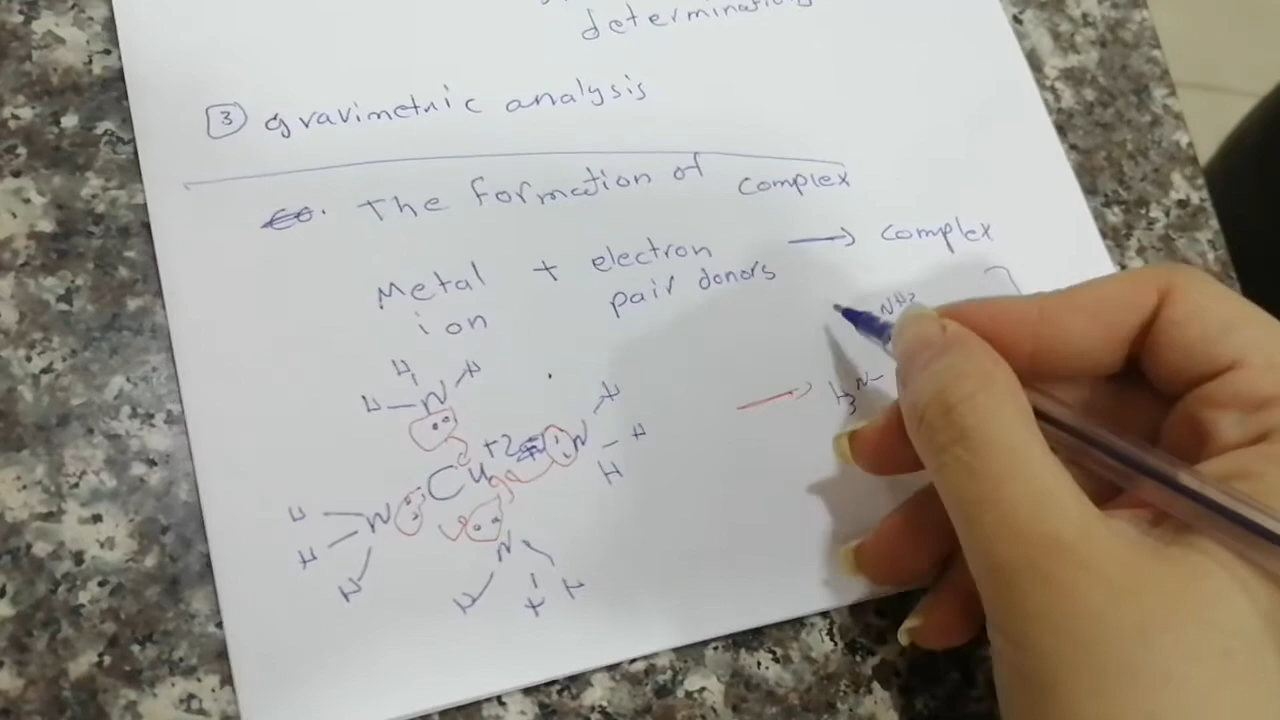 determination
3 gravimetric analysis
The formation of complex
Metal + electron → complex
ion pair donors
NH3
H3N-
H H
H-N
H
Cu +2 N -H
H
H N
H
H
N
H H H